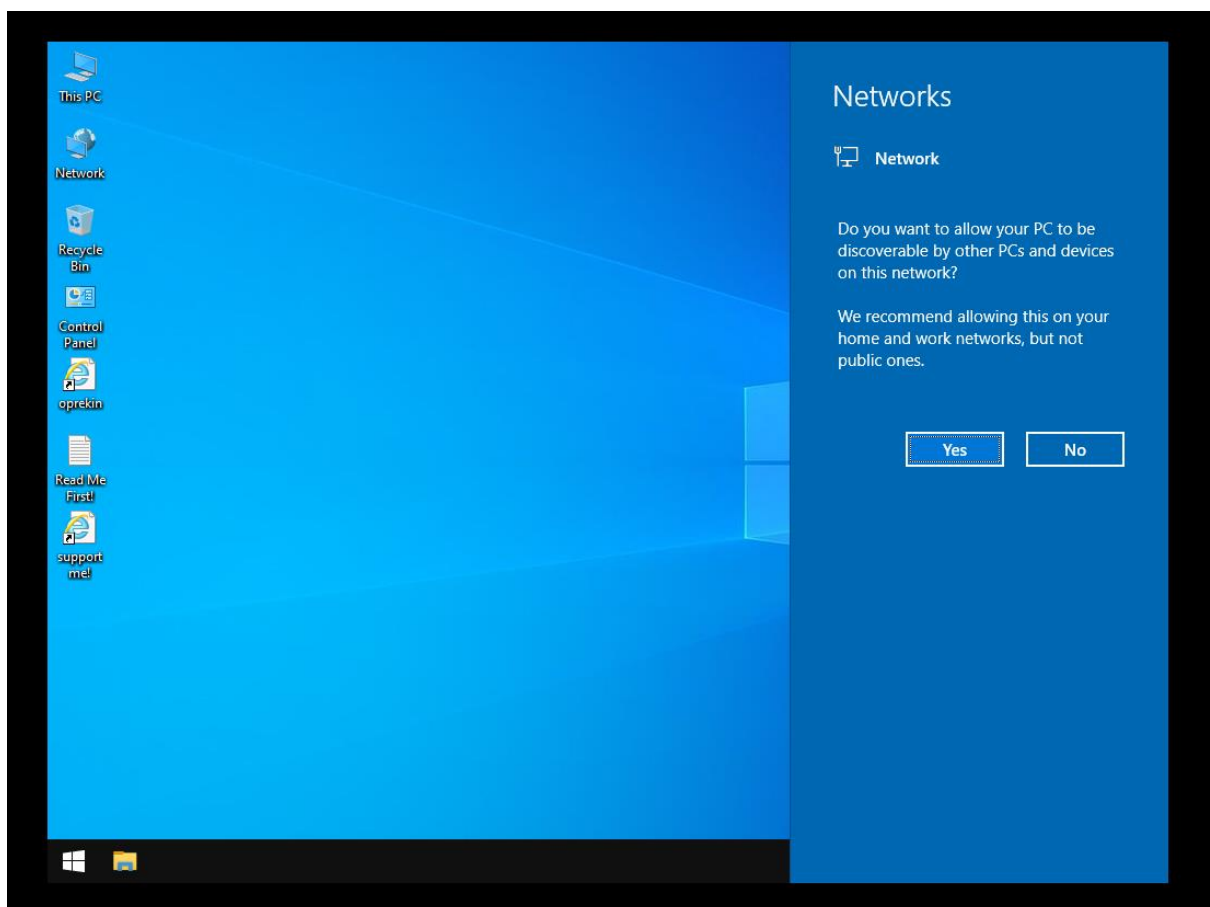 This PC
Network
Recycle
Bin
Control
Panel
oprekin
Read Me
First!
support
me!
Networks
Network
Do you want to allow your PC to be
discoverable by other PCs and devices
on this network?
We recommend allowing this on your
home and work networks, but not
public ones.
Yes
No